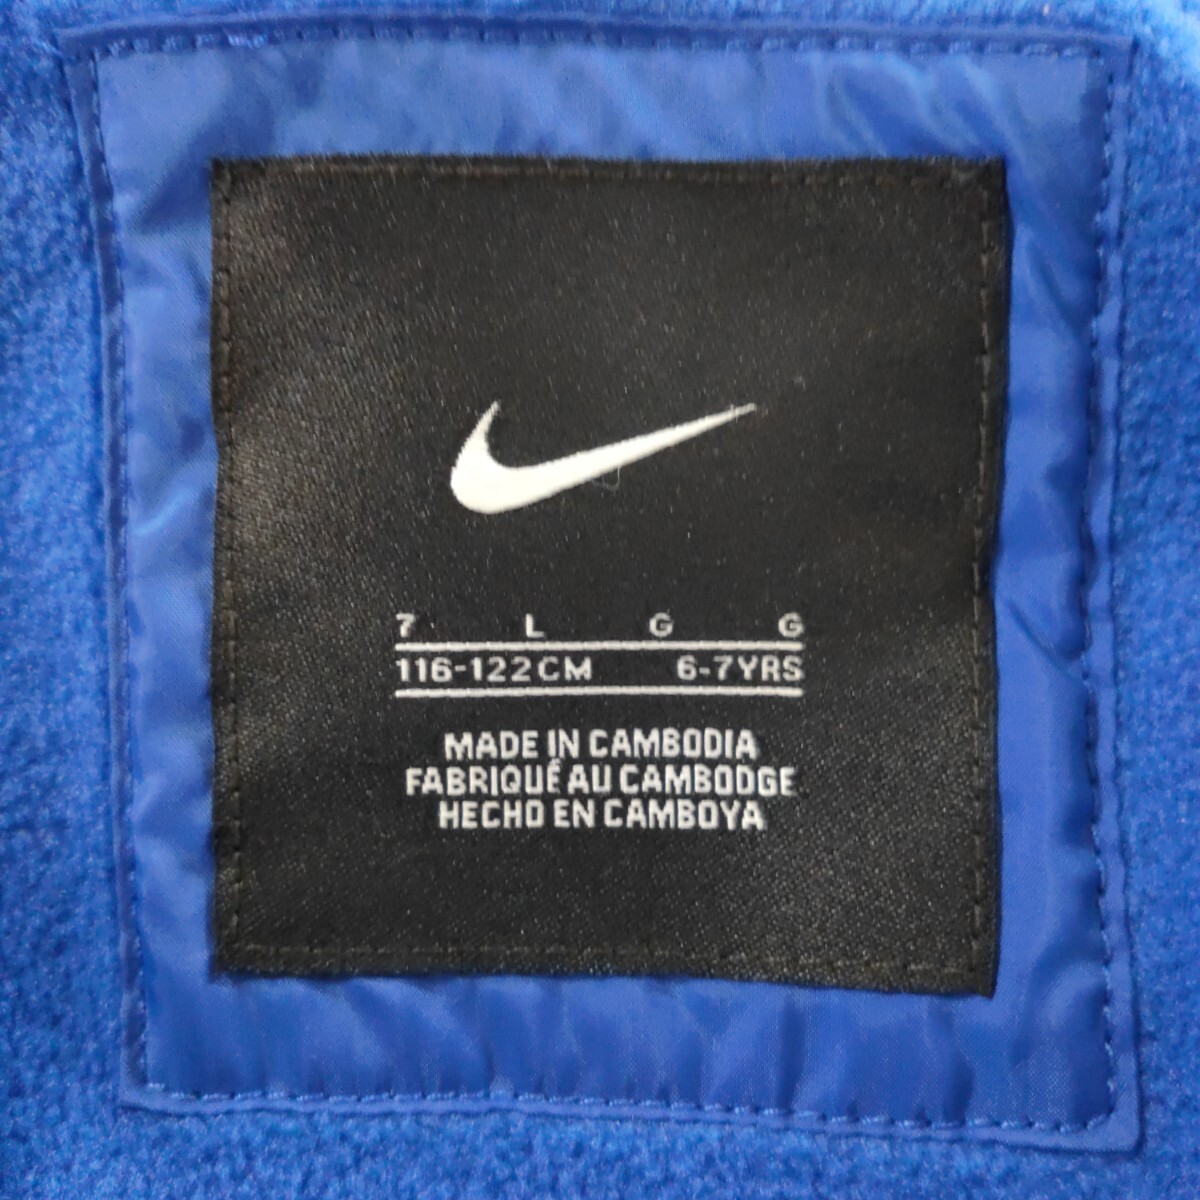 7 L G G
116-122CM 6-7YRS
MADE IN CAMBODIA
FABRIQUÉ AU CAMBODGE
HECHO EN CAMBOYA